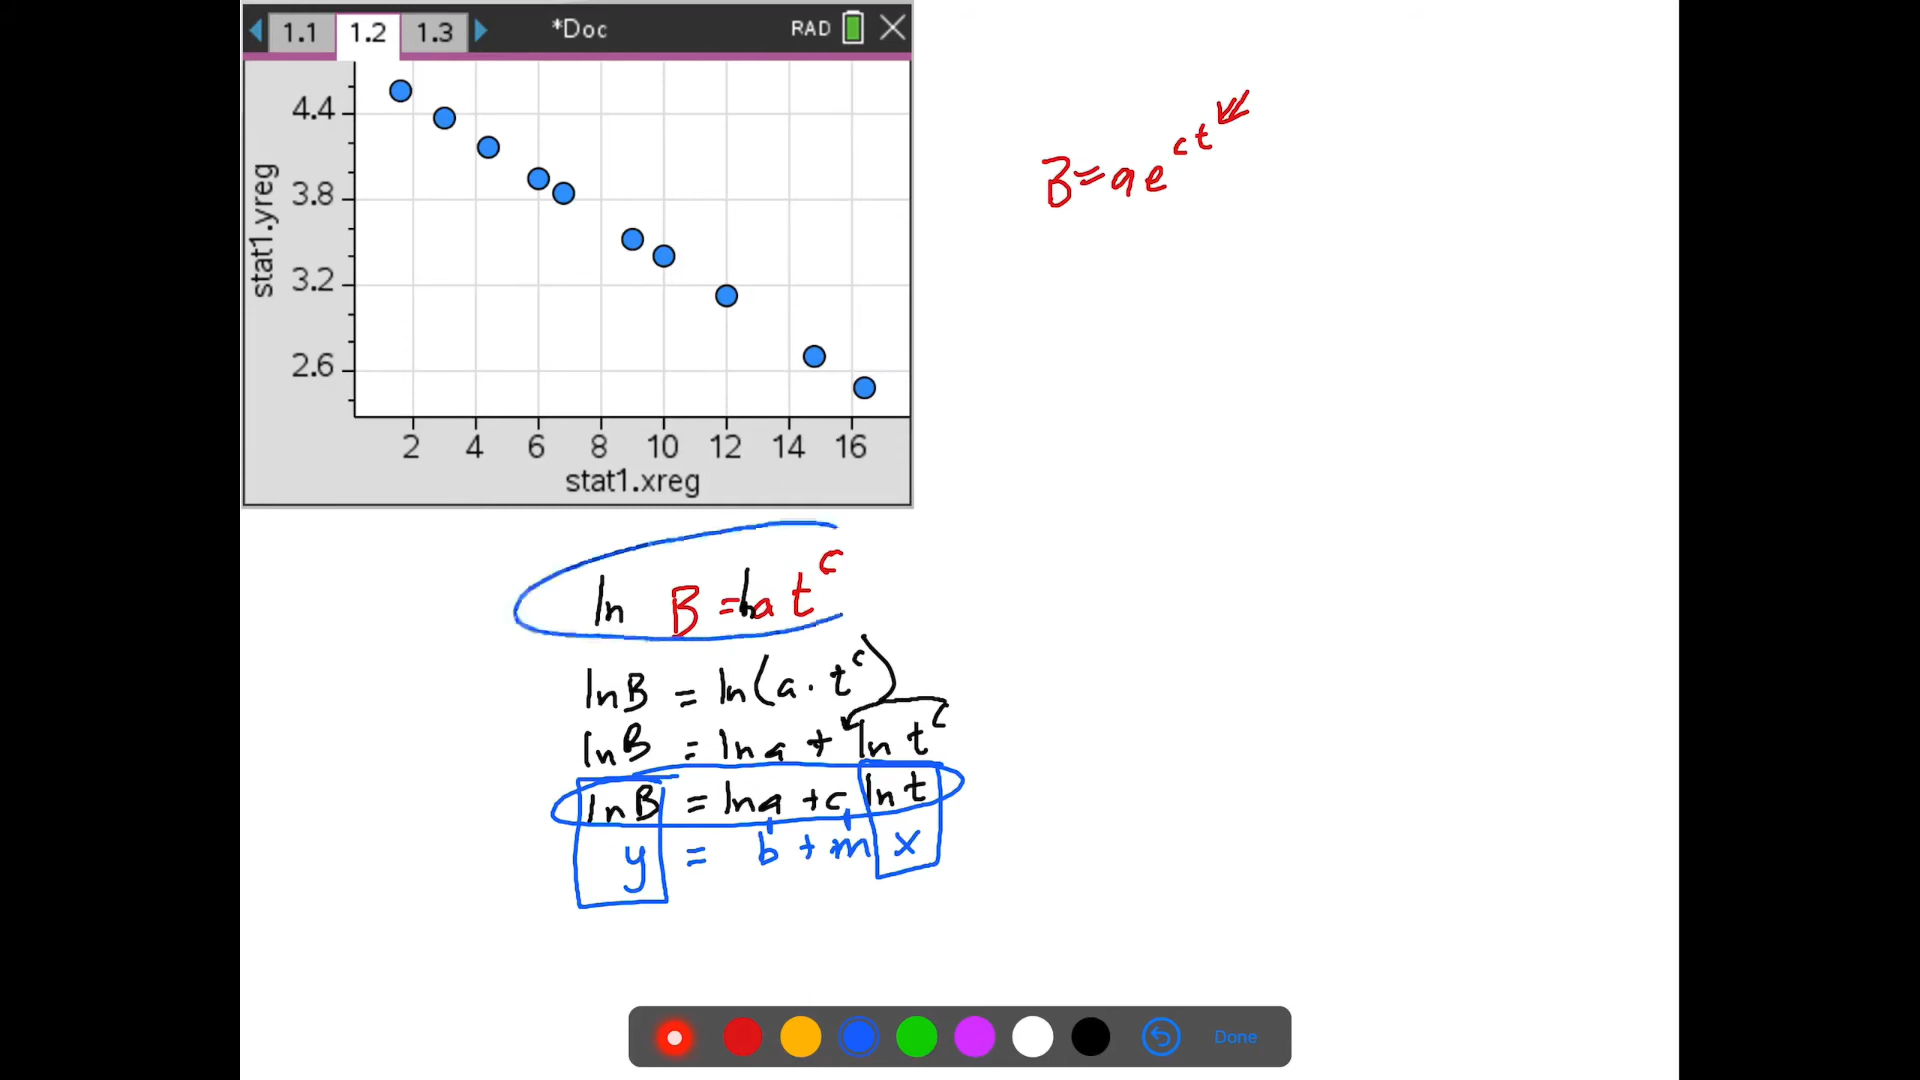 1.1 1.2 1.3 *Doc RAD
4.4
3.8
3.2
2.6
stat1.yreg
2 4 6 8 10 12 14 16
stat1.xreg
B=ae^ct
ln B = ln a t^c
ln B = ln(a · t^c)
ln B = ln a + ln t^c
ln B = ln a + c ln t
y = b + m x
Done